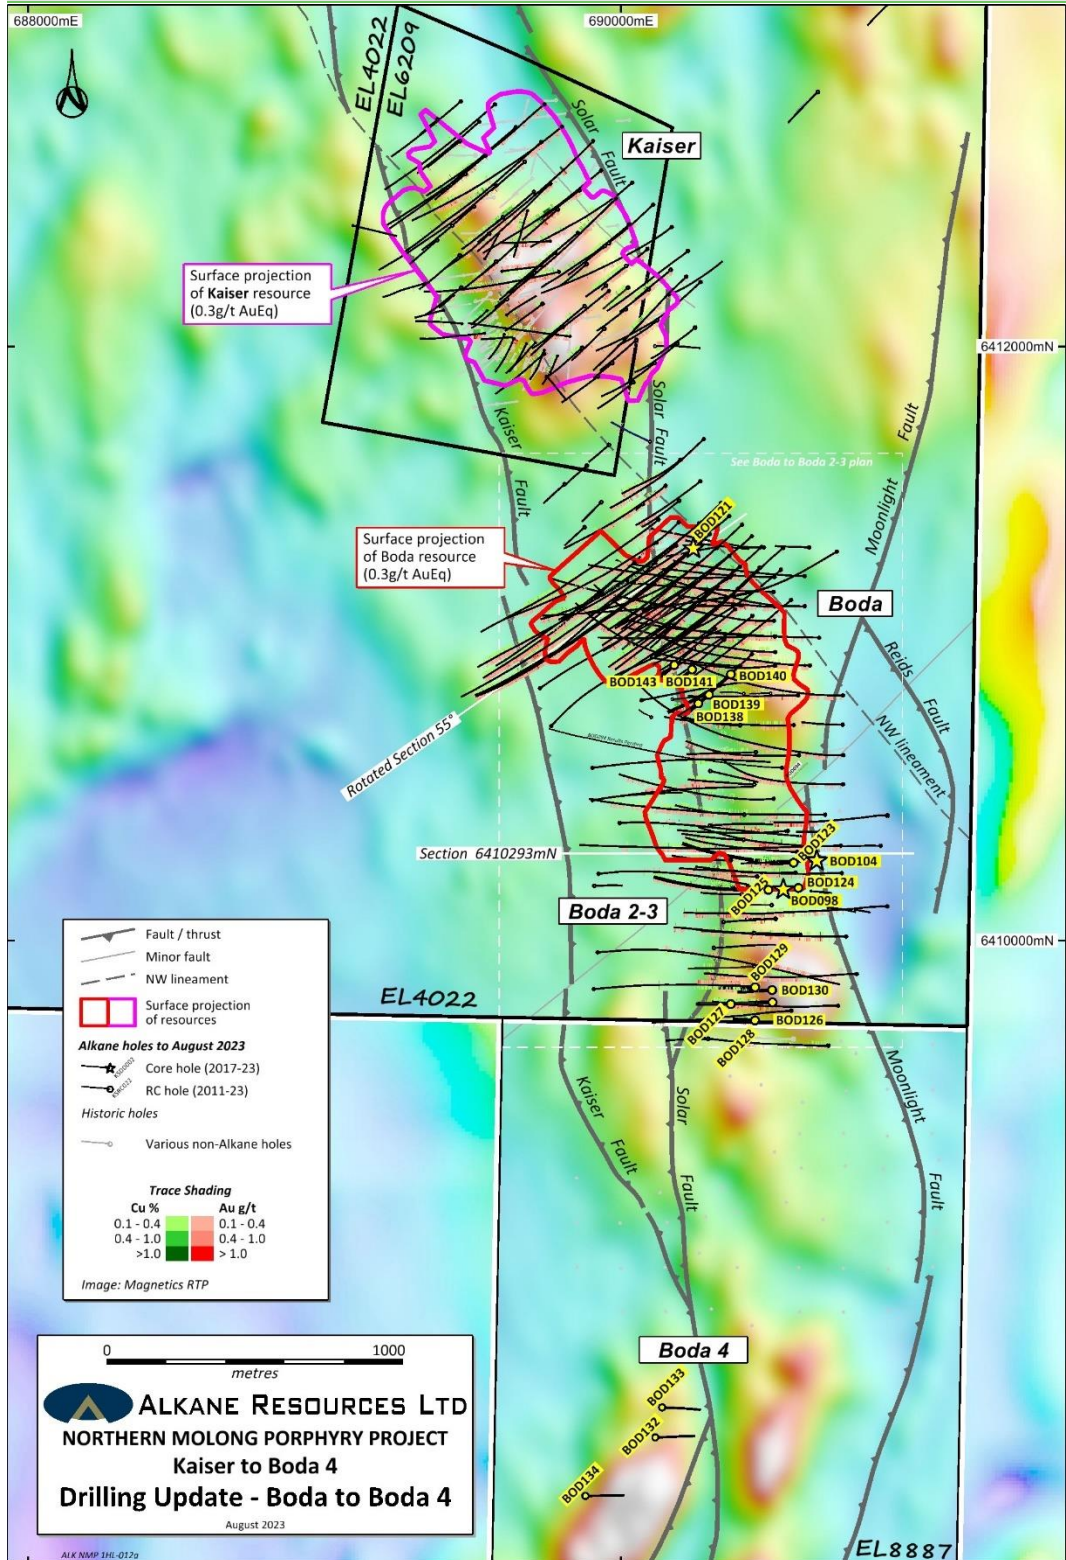 688000mE
690000mE
EL4022
EL6209
Solar
Fault
Kaiser
Surface projection
of Kaiser resource
(0.3g/t AuEq)
6412000mN
Kaiser
Fault
Solar Fault
Moonlight
Fault
See Boda to Boda 2-3 plan
BOD121
Surface projection
of Boda resource
(0.3g/t AuEq)
Boda
Reids
Fault
NW lineament
BOD143
BOD141
BOD140
BOD139
BOD138
Rotated Section 55°
Section 6410293mN
BOD123
BOD104
BOD125
BOD124
BOD098
Boda 2-3
6410000mN
BOD129
BOD130
BOD127
BOD126
BOD128
EL4022
Fault / thrust
Minor fault
NW lineament
Surface projection
of resources
Alkane holes to August 2023
KSDD002
Core hole (2017-23)
RC hole (2011-23)
Historic holes
Various non-Alkane holes
Trace Shading
Cu % Au g/t
0.1 - 0.4 0.1 - 0.4
0.4 - 1.0 0.4 - 1.0
>1.0 > 1.0
Image: Magnetics RTP
Kaiser
Fault
Solar
Fault
Moonlight
Fault
Boda 4
BOD133
BOD132
BOD134
0 1000
metres
ALKANE RESOURCES LTD
NORTHERN MOLONG PORPHYRY PROJECT
Kaiser to Boda 4
Drilling Update - Boda to Boda 4
August 2023
ALK NMP 1HL-012g
EL8887